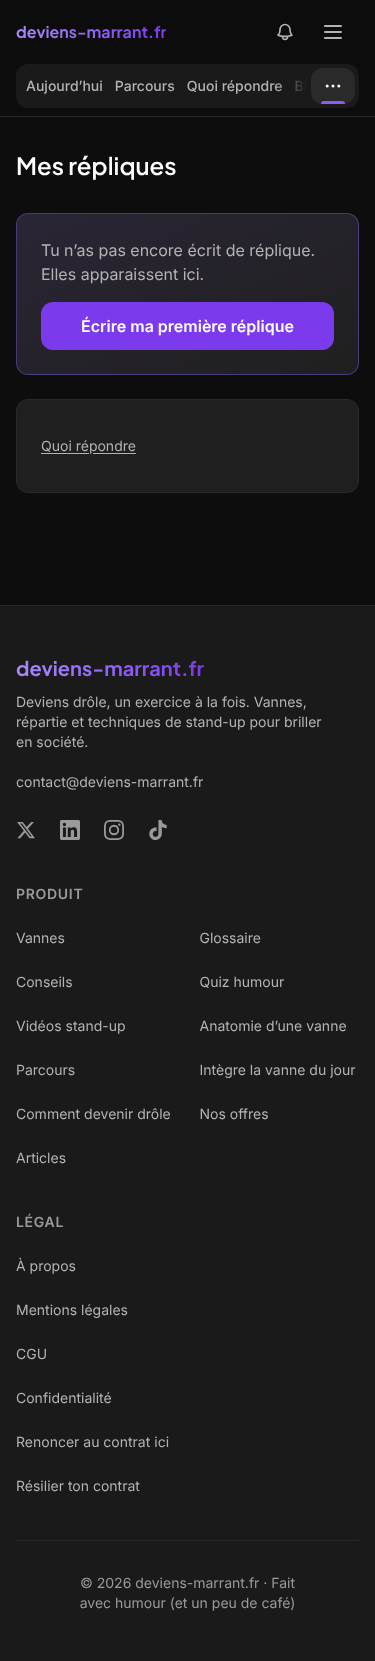 deviens-marrant.fr
Aujourd’hui Parcours Quoi répondre
Mes répliques
Tu n’as pas encore écrit de réplique.
Elles apparaissent ici.
Écrire ma première réplique
Quoi répondre
deviens-marrant.fr
Deviens drôle, un exercice à la fois. Vannes,
répartie et techniques de stand-up pour briller
en société.
contact@deviens-marrant.fr
PRODUIT
Vannes
Glossaire
Conseils
Quiz humour
Vidéos stand-up
Anatomie d’une vanne
Parcours
Intègre la vanne du jour
Comment devenir drôle
Nos offres
Articles
LÉGAL
À propos
Mentions légales
CGU
Confidentialité
Renoncer au contrat ici
Résilier ton contrat
© 2026 deviens-marrant.fr · Fait
avec humour (et un peu de café)